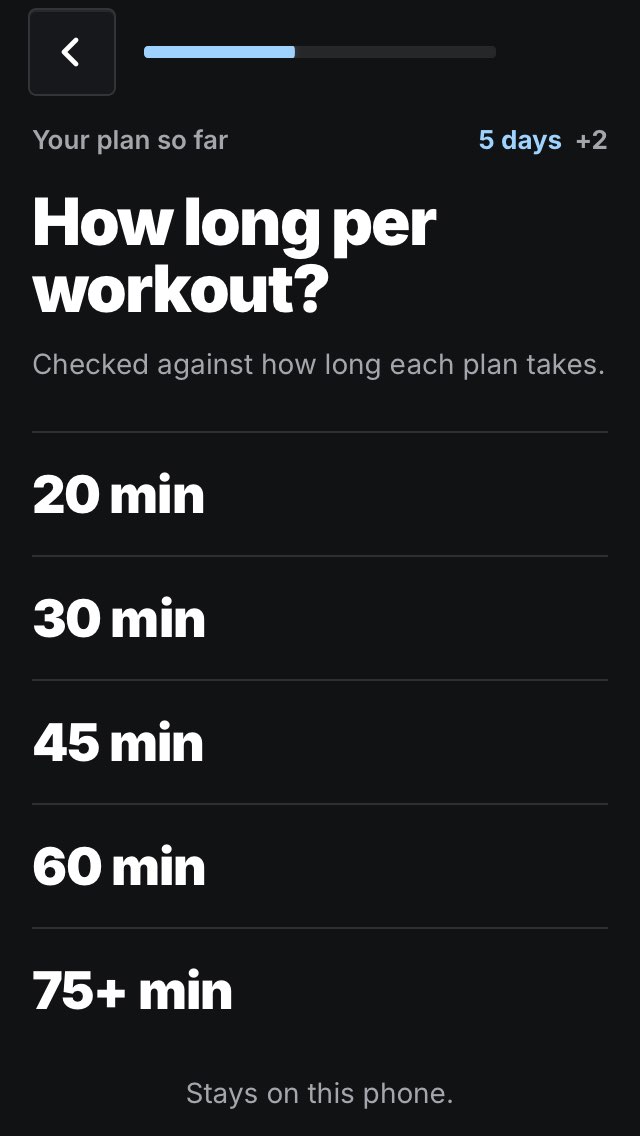 Your plan so far 5 days +2
How long per
workout?
Checked against how long each plan takes.
20 min
30 min
45 min
60 min
75+ min
Stays on this phone.